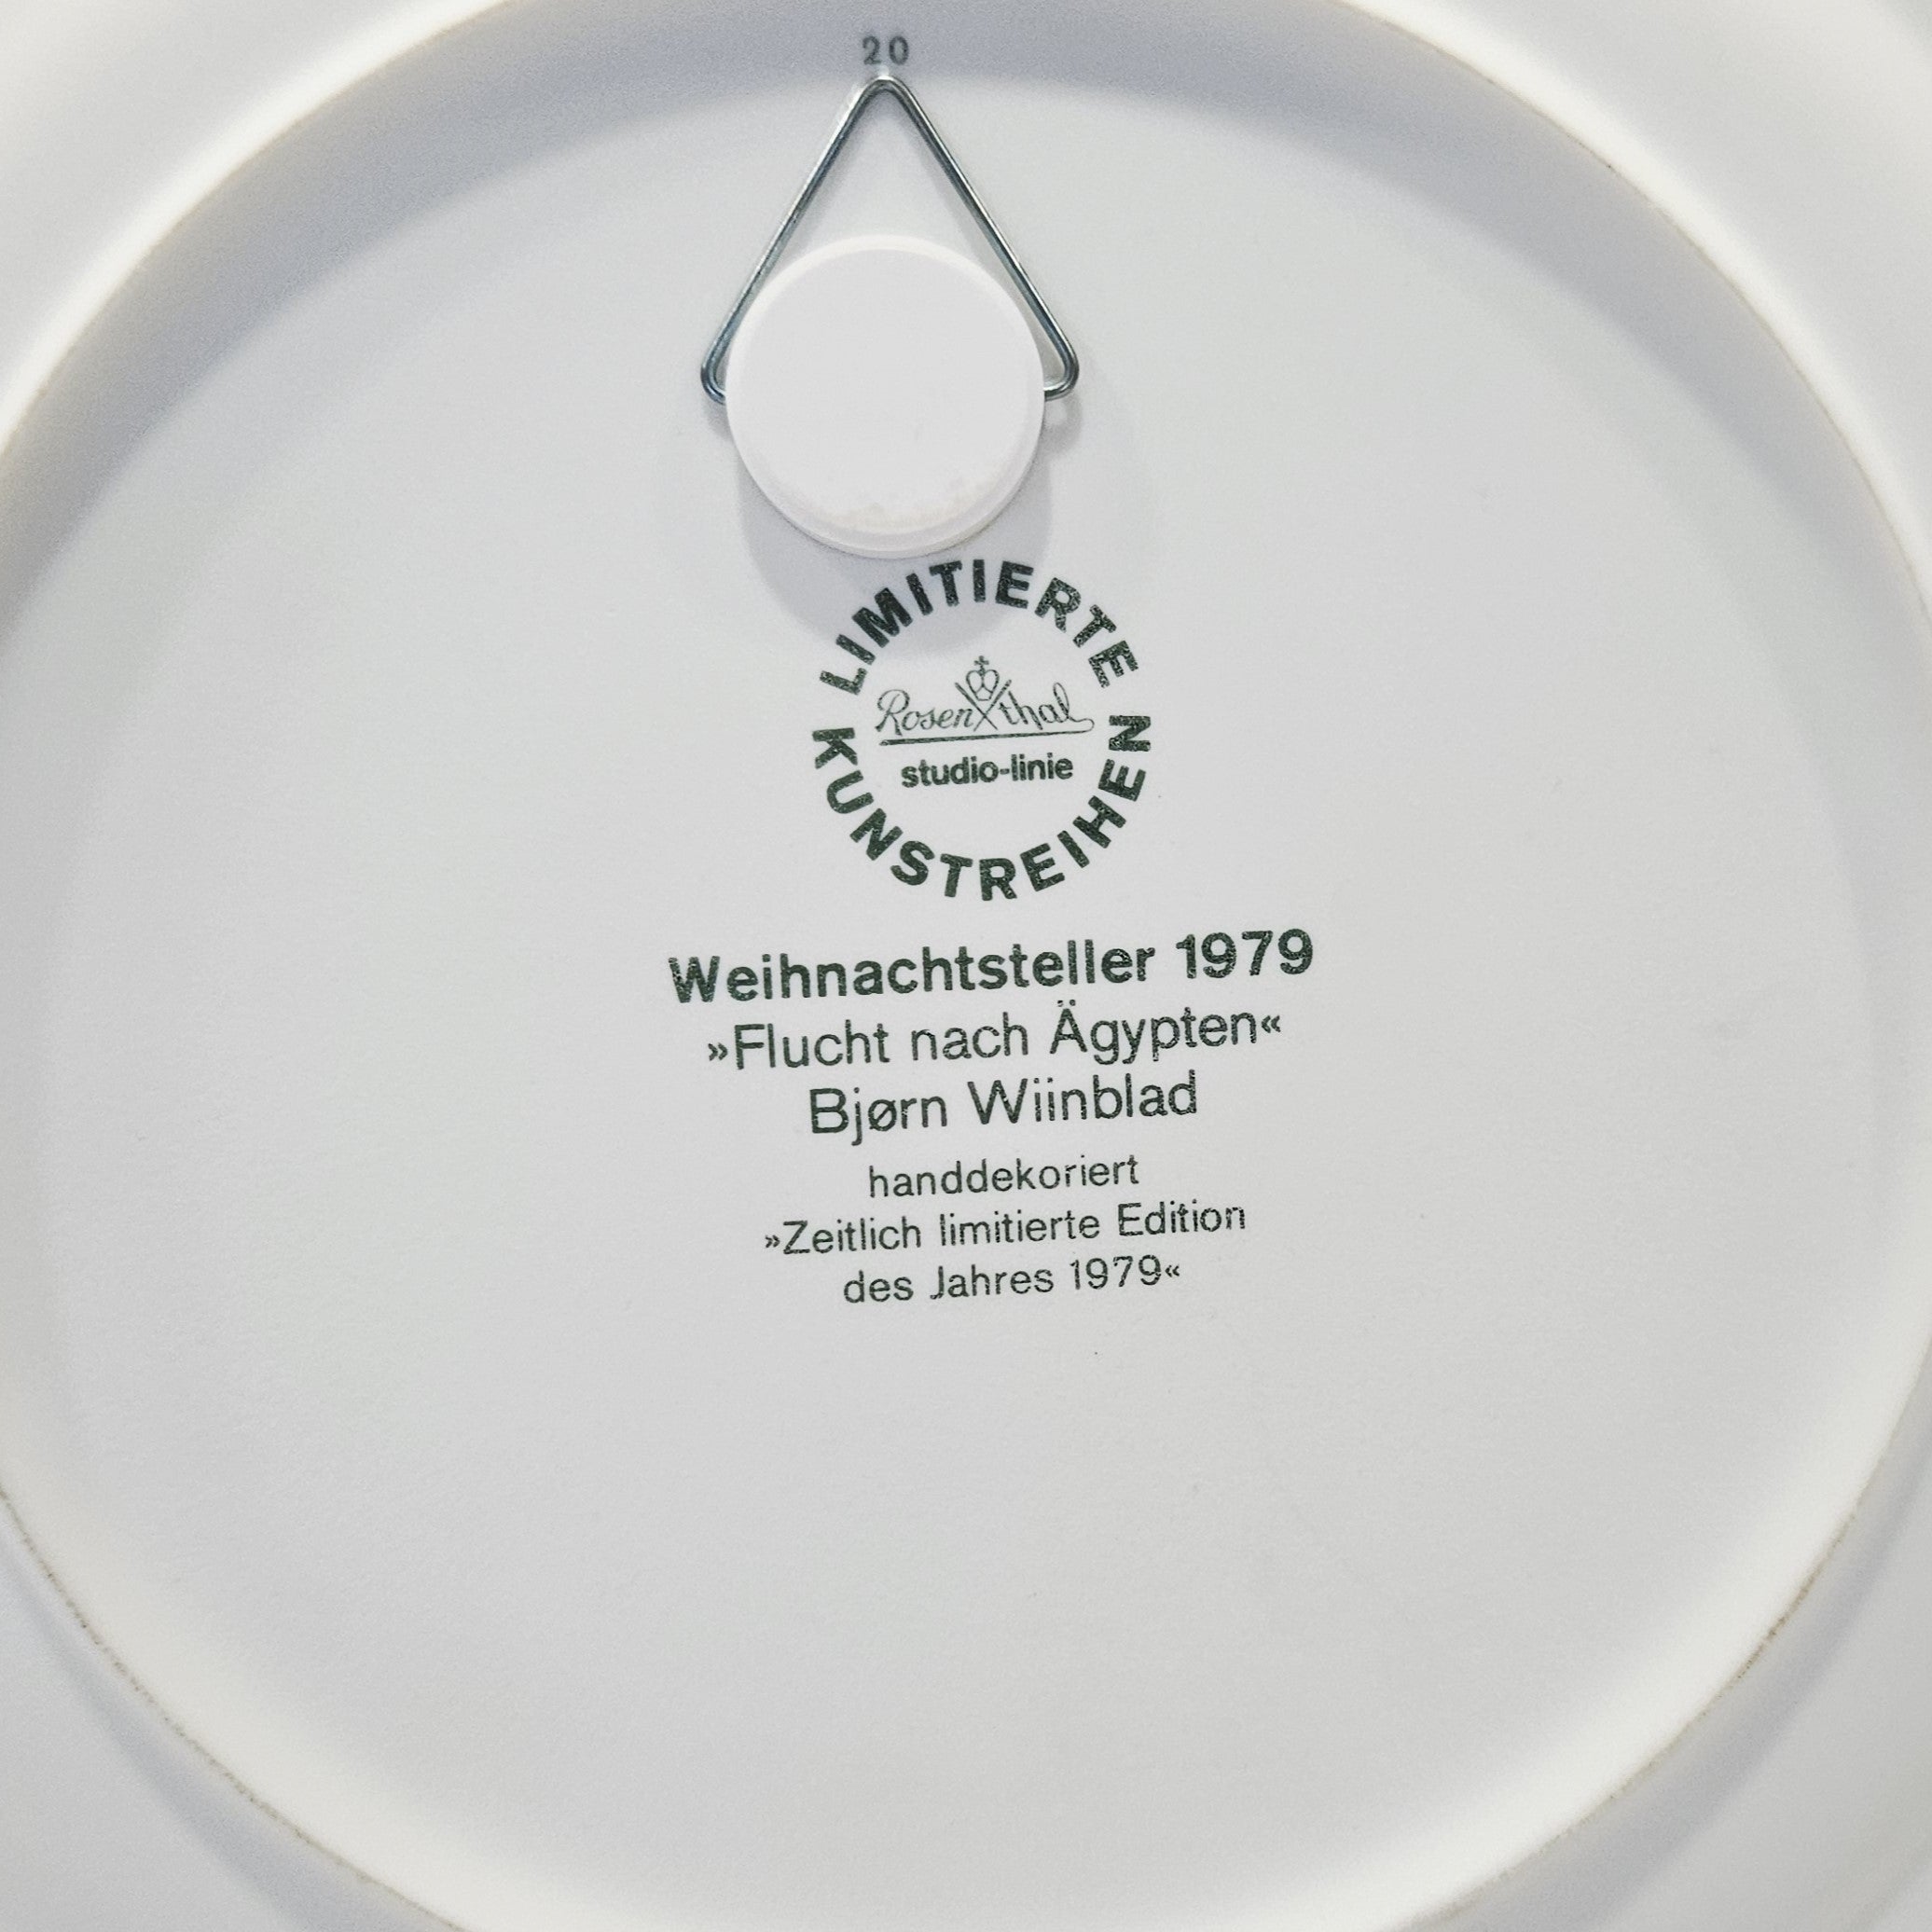 20
LIMITIERTE
Rosenthal
studio-linie
KUNSTREIHEN
Weihnachtsteller 1979
»Flucht nach Ägypten«
Bjørn Wiinblad
handdekoriert
»Zeitlich limitierte Edition
des Jahres 1979«